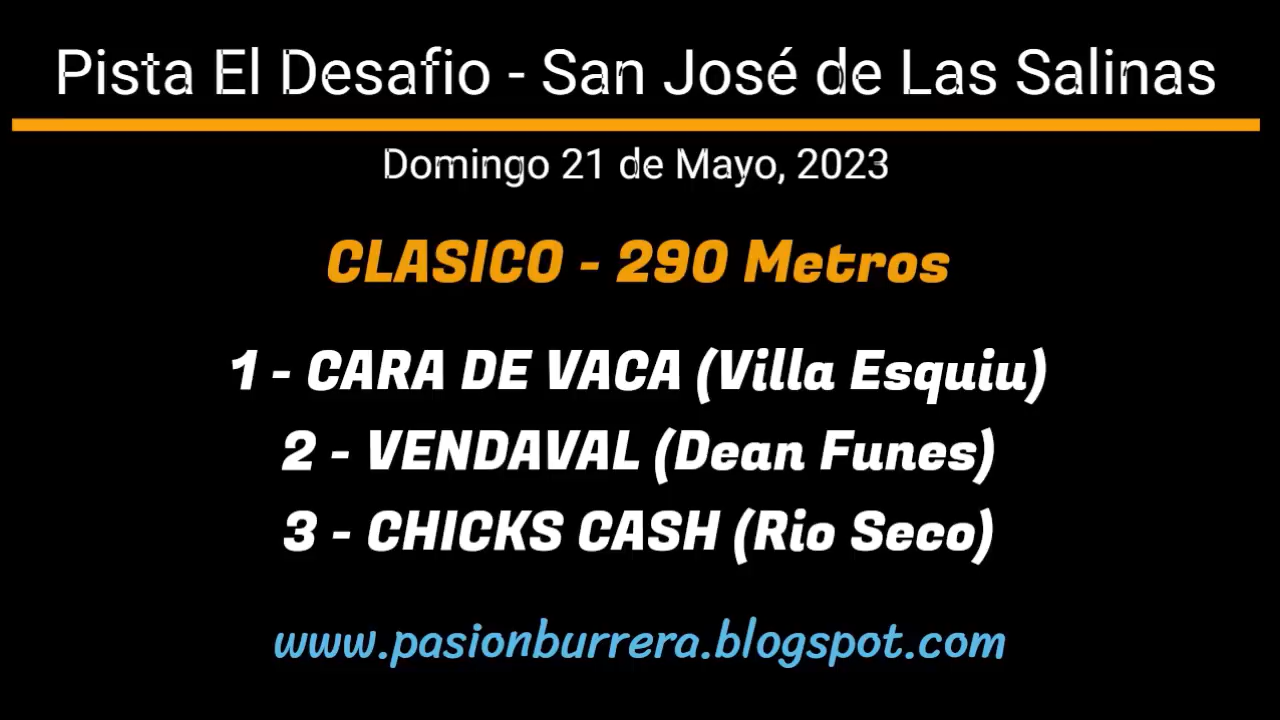 Pista El Desafio - San José de Las Salinas
Domingo 21 de Mayo, 2023
CLASICO - 290 Metros
1 - CARA DE VACA (Villa Esquiu)
2 - VENDAVAL (Dean Funes)
3 - CHICKS CASH (Rio Seco)
www.pasionburrera.blogspot.com